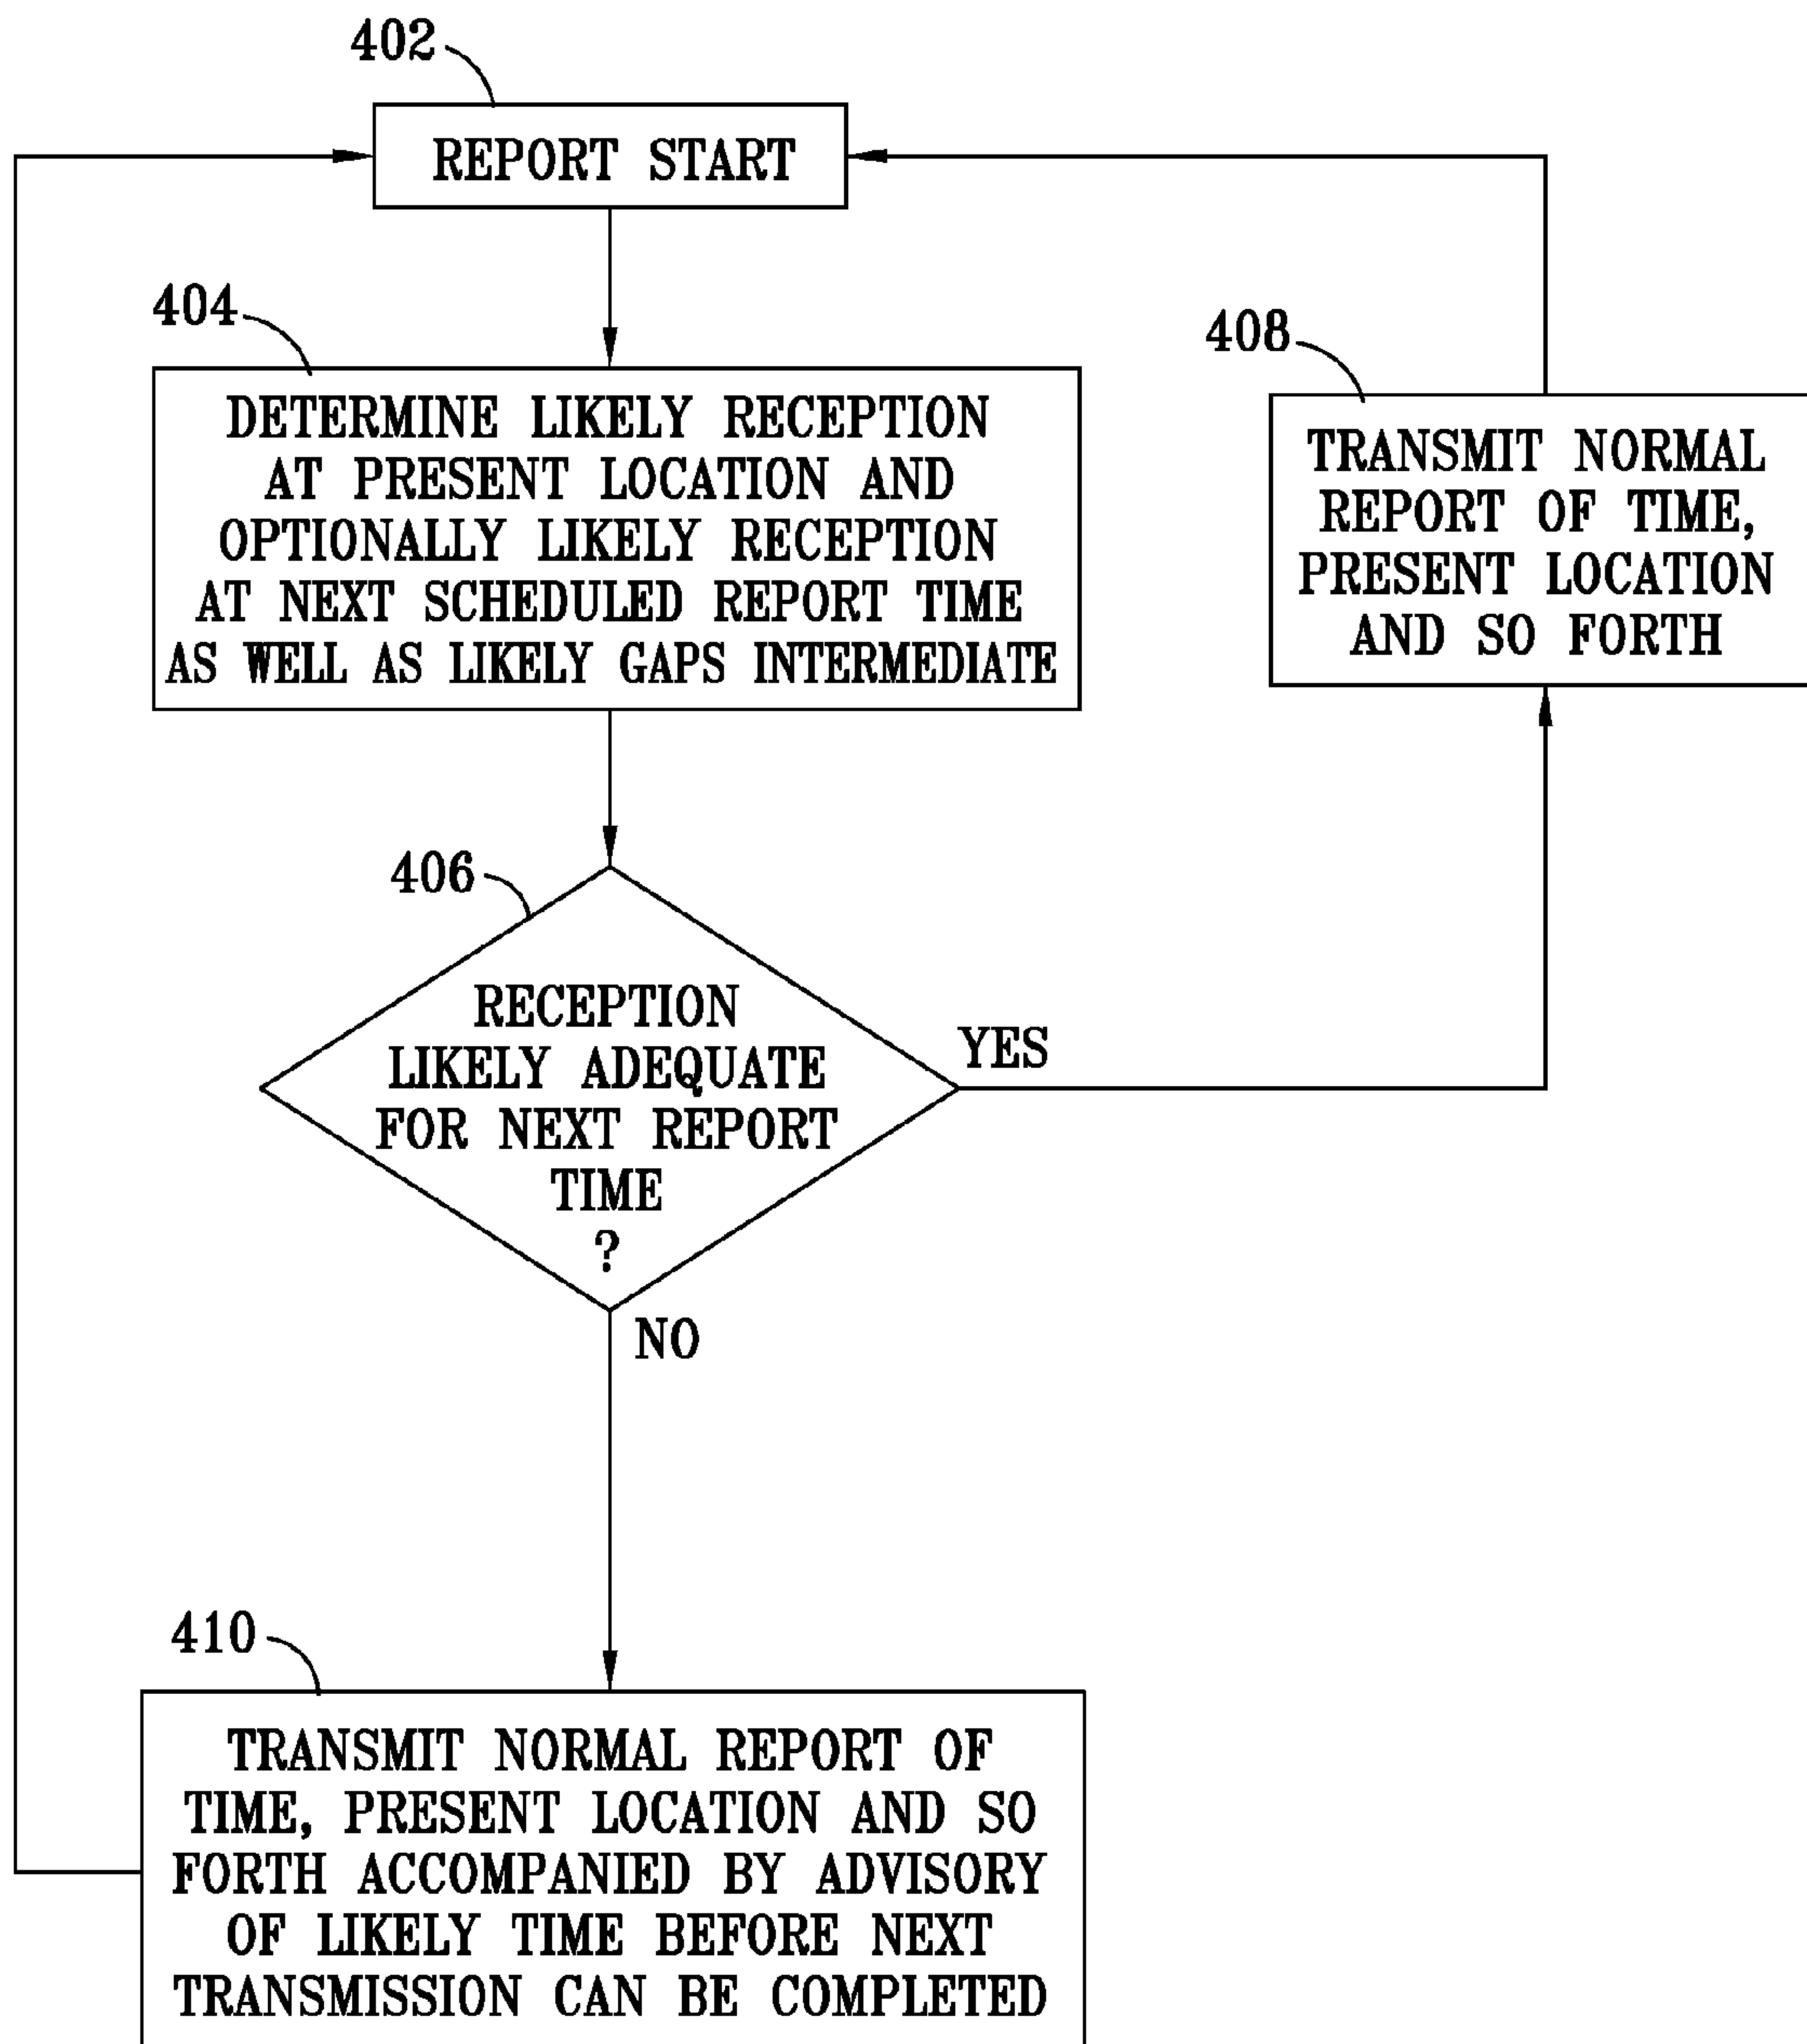 402
REPORT START
404
DETERMINE LIKELY RECEPTION
AT PRESENT LOCATION AND
OPTIONALLY LIKELY RECEPTION
AT NEXT SCHEDULED REPORT TIME
AS WELL AS LIKELY GAPS INTERMEDIATE
408
TRANSMIT NORMAL
REPORT OF TIME,
PRESENT LOCATION
AND SO FORTH
406
RECEPTION
LIKELY ADEQUATE
FOR NEXT REPORT
TIME
?
YES
NO
410
TRANSMIT NORMAL REPORT OF
TIME, PRESENT LOCATION AND SO
FORTH ACCOMPANIED BY ADVISORY
OF LIKELY TIME BEFORE NEXT
TRANSMISSION CAN BE COMPLETED